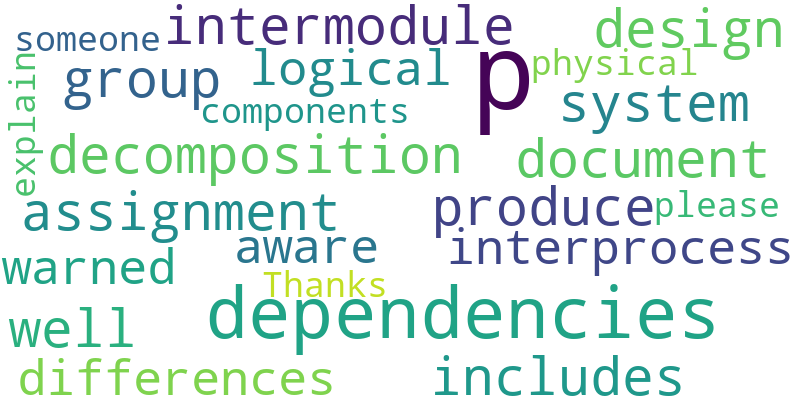 someone intermodule design
explain group logical p physical
components system
decomposition document
assignment produce please
warned aware interprocess
Thanks
well dependencies
differences includes